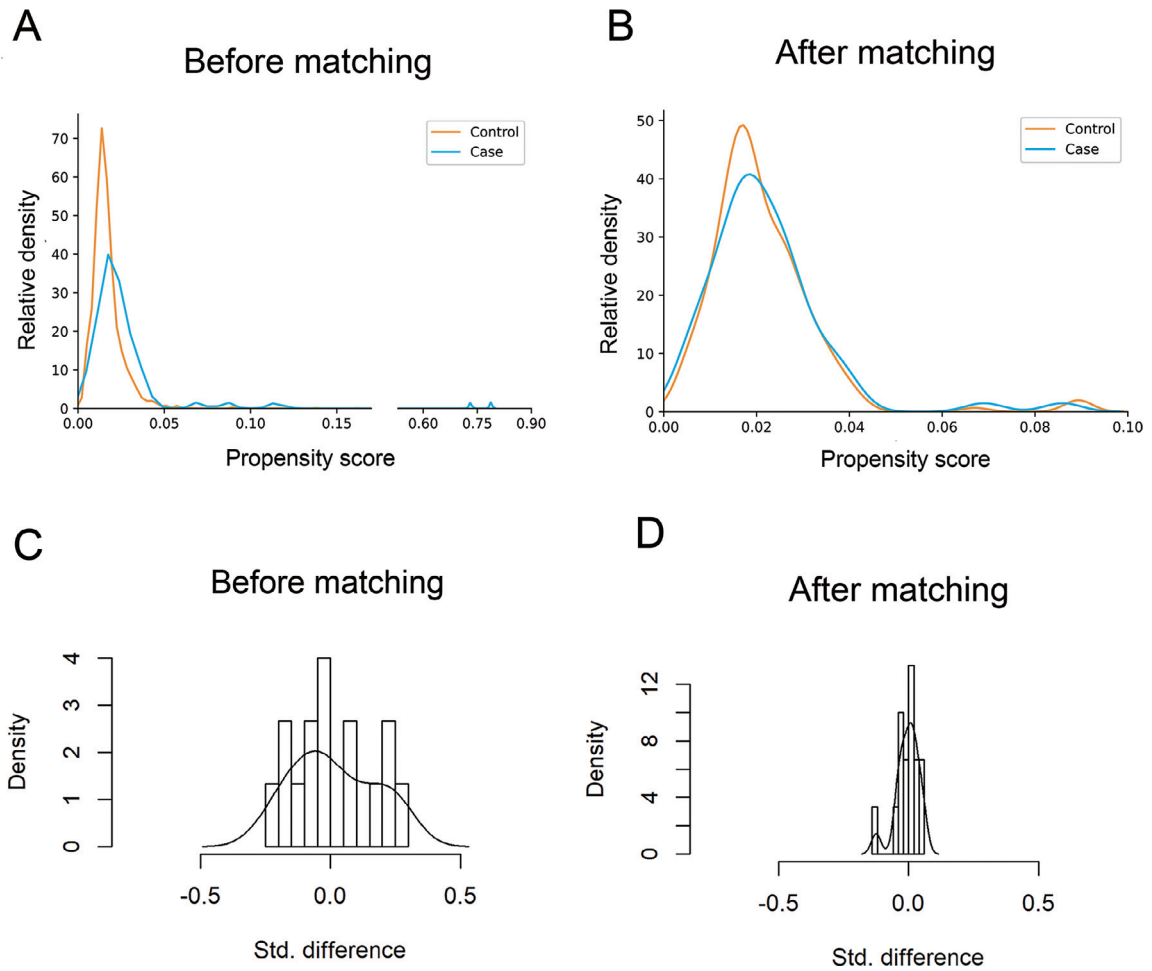 A
Before matching
70
60
50
40
30
20
10
0
Relative density
Control
Case
0.00 0.05 0.10 0.15 0.60 0.75 0.90
Propensity score
B
After matching
50
40
30
20
10
0
Relative density
Control
Case
0.00 0.02 0.04 0.06 0.08 0.10
Propensity score
C
Before matching
4
3
2
1
0
Density
-0.5 0.0 0.5
Std. difference
D
After matching
12
8
4
0
Density
-0.5 0.0 0.5
Std. difference